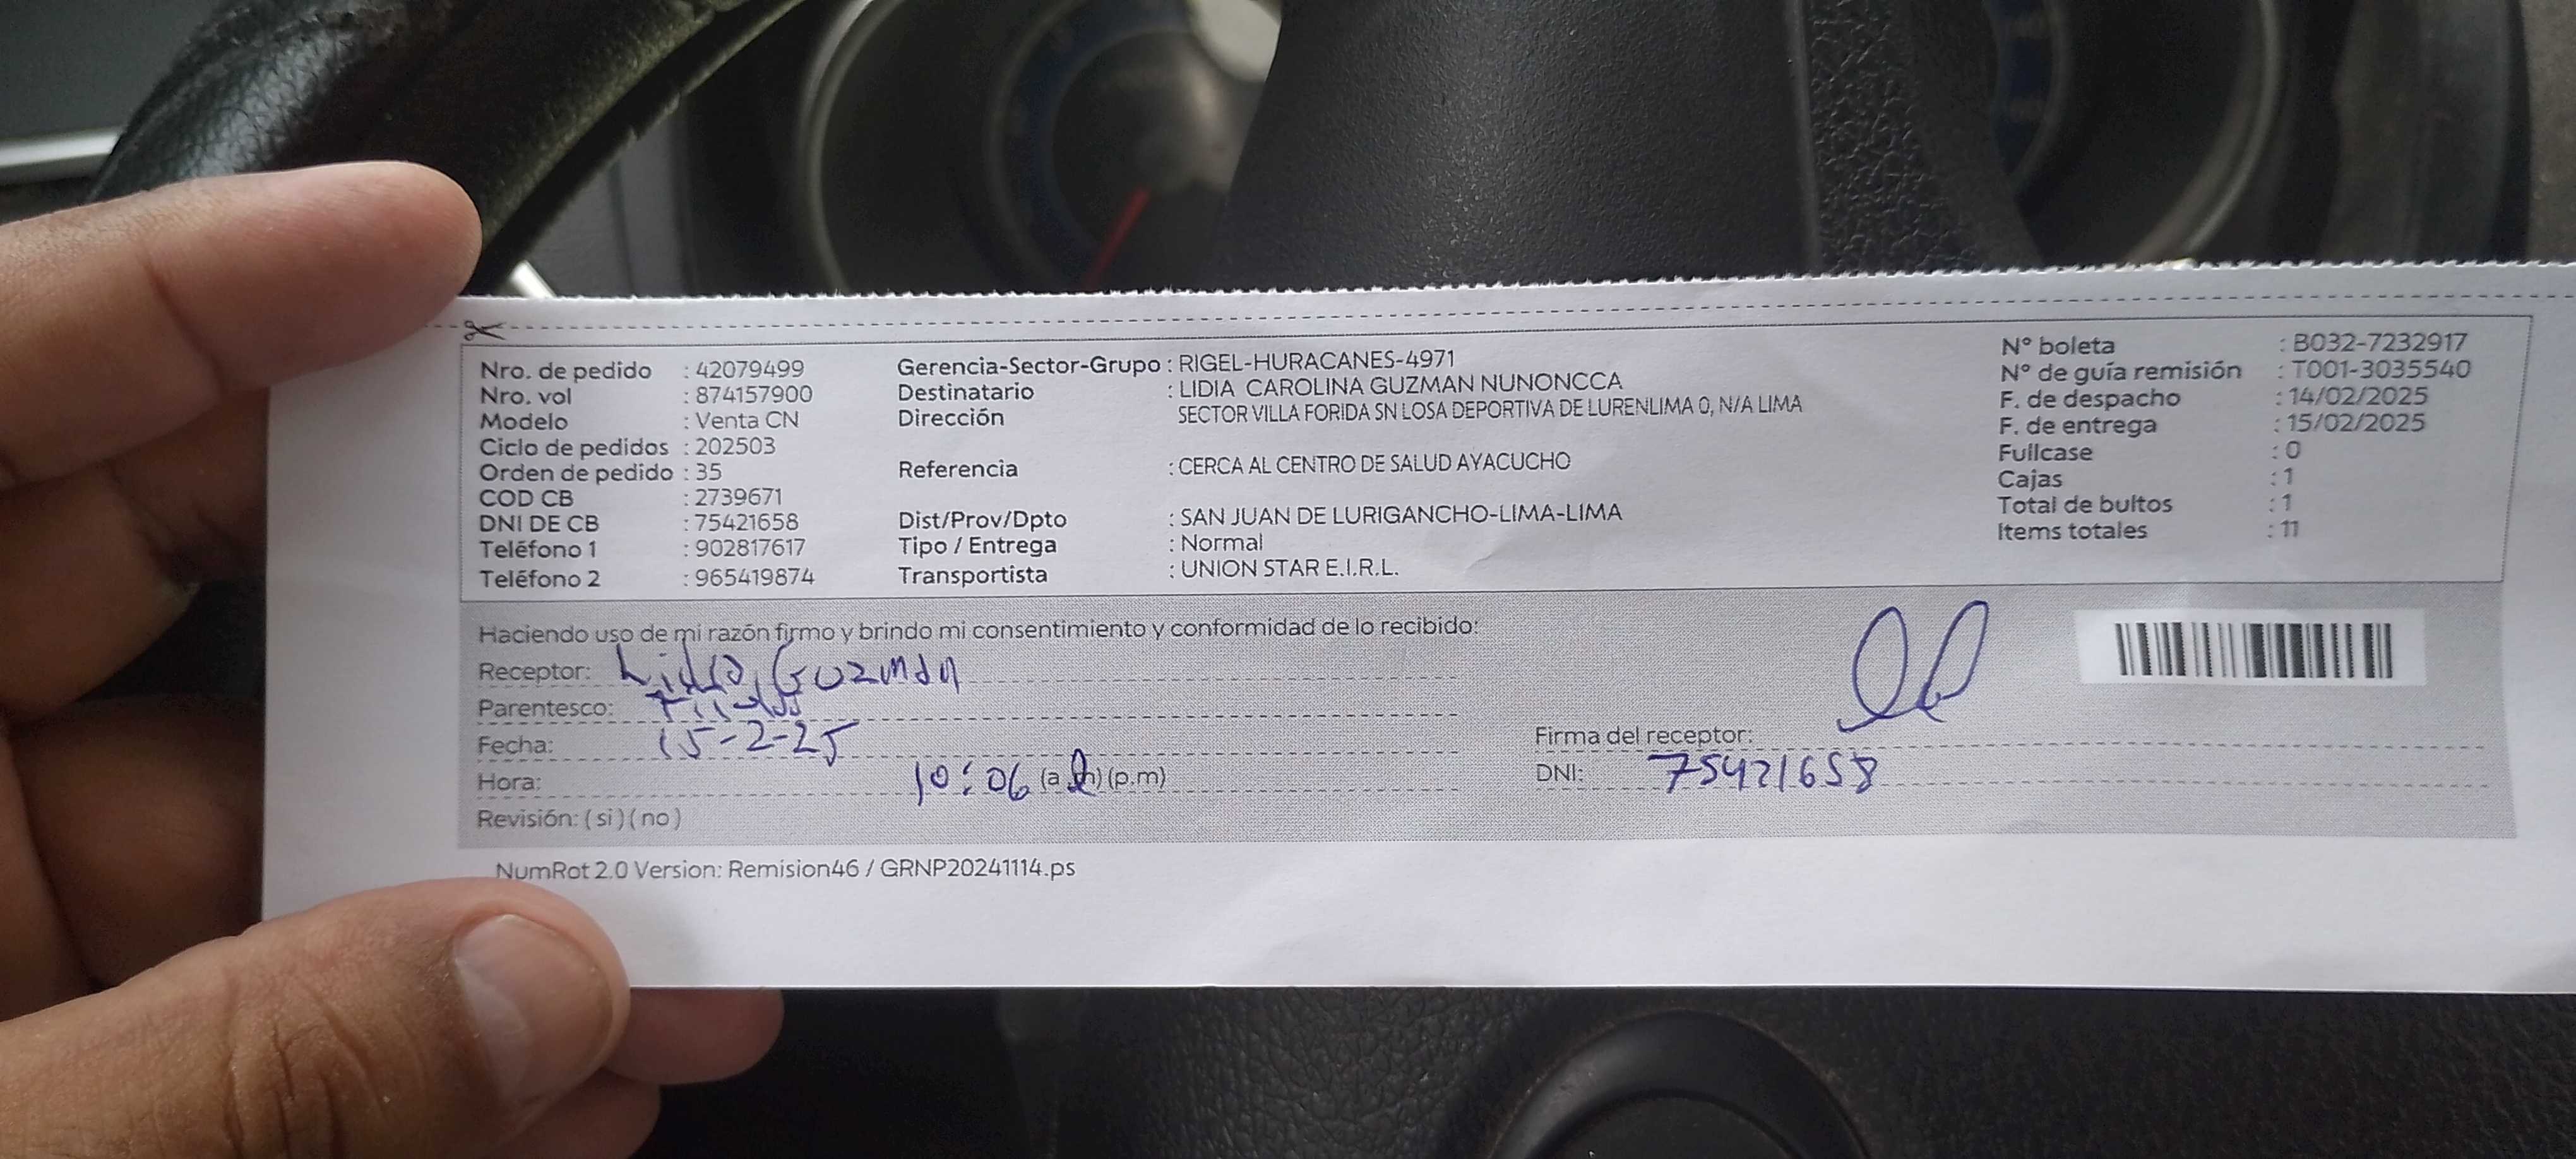 Nro. de pedido : 42079499
Nro. vol : 874157900
Modelo : Venta CN
Ciclo de pedidos : 202503
Orden de pedido : 35
COD CB : 2739671
DNI DE CB : 75421658
Teléfono 1 : 902817617
Teléfono 2 : 965419874
Gerencia-Sector-Grupo : RIGEL-HURACANES-4971
Destinatario : LIDIA CAROLINA GUZMAN NUNONCCA
Dirección SECTOR VILLA FORIDA SN LOSA DEPORTIVA DE LURENLIMA 0, N/A LIMA
Referencia : CERCA AL CENTRO DE SALUD AYACUCHO
Dist/Prov/Dpto : SAN JUAN DE LURIGANCHO-LIMA-LIMA
Tipo / Entrega : Normal
Transportista : UNION STAR E.I.R.L.
N° boleta : B032-7232917
N° de guía remisión : T001-3035540
F. de despacho : 14/02/2025
F. de entrega : 15/02/2025
Fullcase : 0
Cajas : 1
Total de bultos : 1
Items totales : 11
Haciendo uso de mi razón firmo y brindo mi consentimiento y conformidad de lo recibido:
Receptor: Lidia Guzman
Parentesco:
Fecha: 15-2-25
Hora: 10:06 (a.m) (p.m)
Revisión: ( si ) ( no )
Firma del receptor:
DNI: 75421658
NumRot 2.0 Version: Remision46 / GRNP20241114.ps